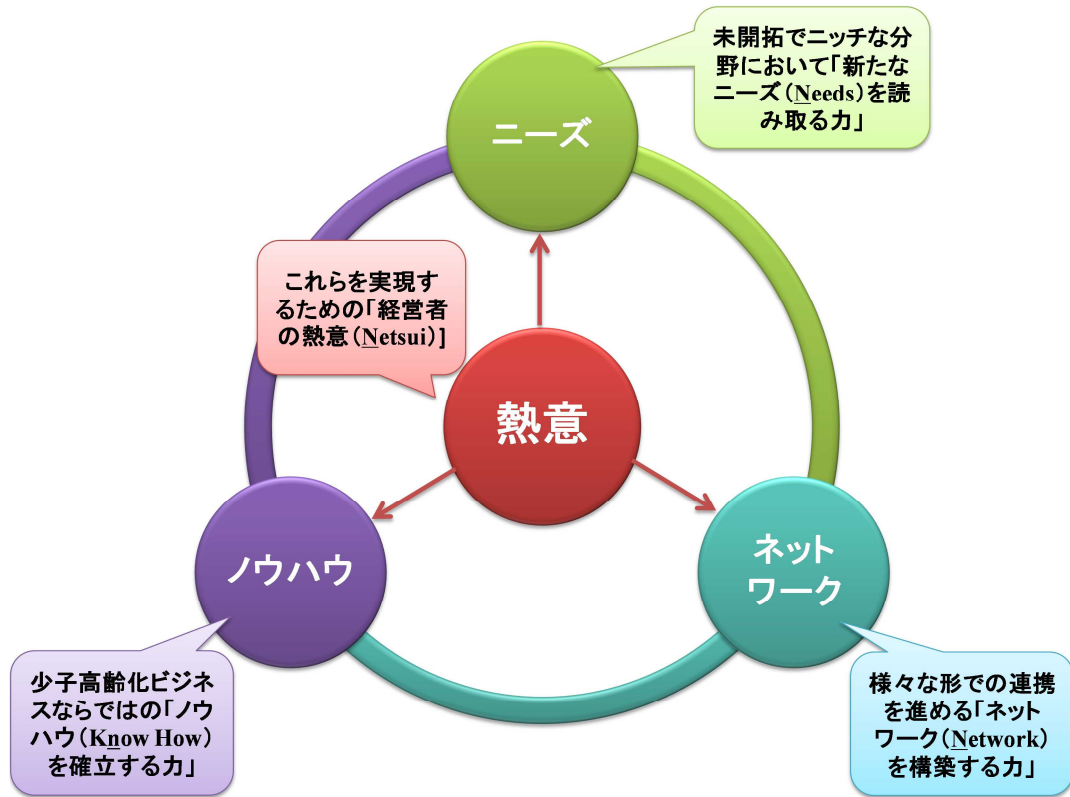 未開拓でニッチな分
野において「新たな
ニーズ(Needs)を読
み取る力」
ニーズ
これらを実現す
るための「経営者
の熱意(Netsui)]
熱意
ノウハウ
ネット
ワーク
少子高齢化ビジネ
スならではの「ノウ
ハウ(Know How)
を確立する力」
様々な形での連携
を進める「ネット
ワーク(Network)
を構築する力」